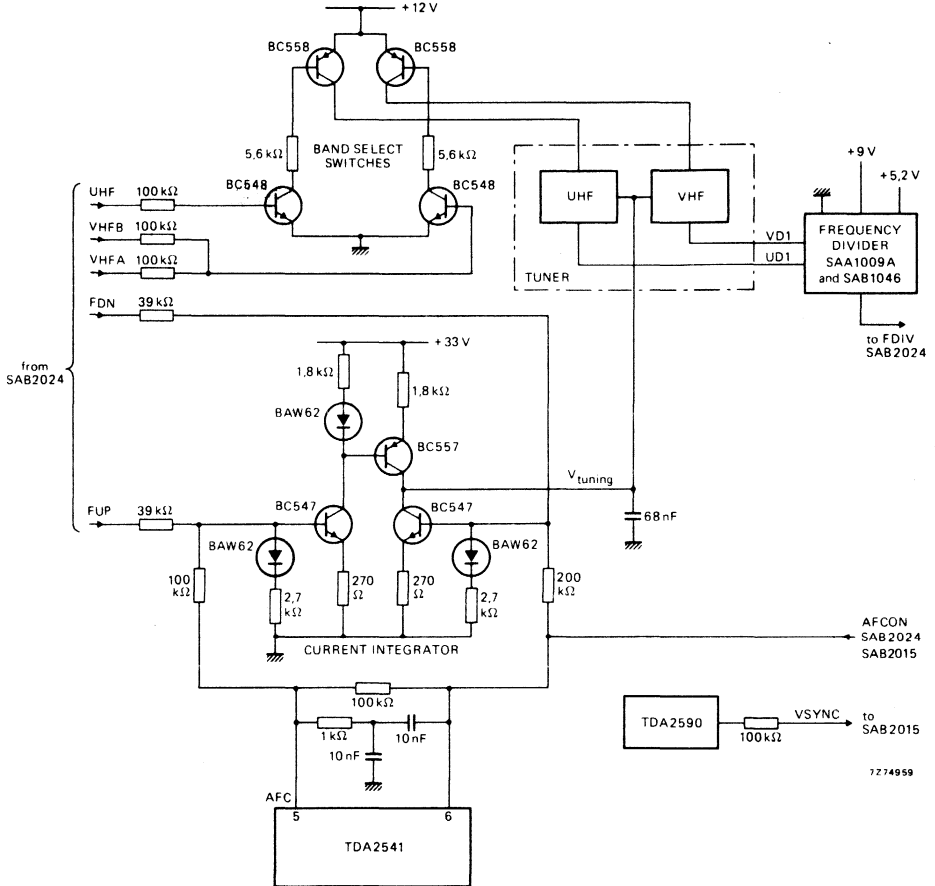 +12 V
BC558
BC558
5,6 kΩ
BAND SELECT
SWITCHES
5,6 kΩ
BC548
BC548
UHF
100 kΩ
VHFB
100 kΩ
VHFA
100 kΩ
FDN
39 kΩ
from
SAB2024
UHF
VHF
TUNER
VD1
UD1
+9 V
+5,2 V
FREQUENCY
DIVIDER
SAA1009A
and SAB1046
to FDIV
SAB2024
+33 V
1,8 kΩ
1,8 kΩ
BAW62
BC557
Vtuning
68 nF
FUP
39 kΩ
BC547
BC547
BAW62
BAW62
100
kΩ
2,7
kΩ
270
Ω
270
Ω
2,7
kΩ
200
kΩ
CURRENT INTEGRATOR
AFCON
SAB2024
SAB2015
100 kΩ
1 kΩ
10 nF
10 nF
AFC
5
6
TDA2541
TDA2590
100 kΩ
VSYNC
to
SAB2015
7Z74959